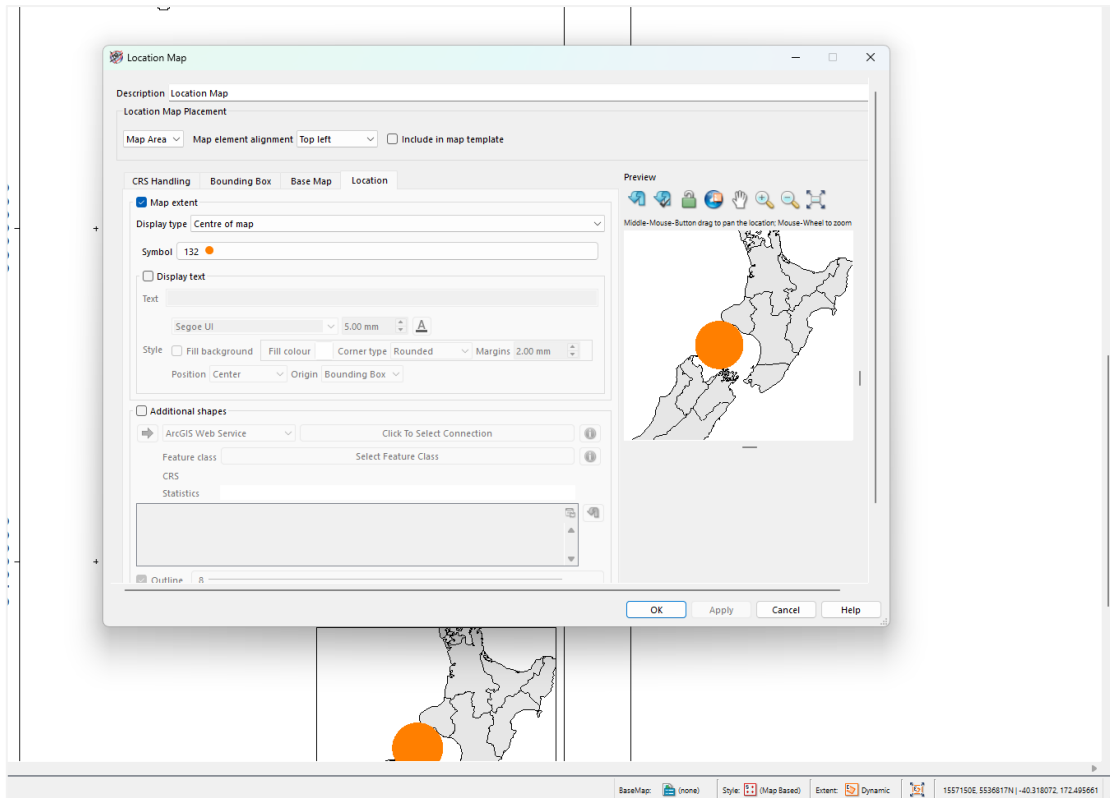 Location Map
Description Location Map
Location Map Placement
Map Area Map element alignment Top left Include in map template
CRS Handling Bounding Box Base Map Location
Preview
Map extent
Display type Centre of map
Middle-Mouse-Button drag to pan the location; Mouse-Wheel to zoom
Symbol 132
Display text
Text
Segoe UI 5.00 mm A
Style Fill background Fill colour Corner type Rounded Margins 2.00 mm
Position Center Origin Bounding Box
Additional shapes
ArcGIS Web Service Click To Select Connection
Feature class Select Feature Class
CRS
Statistics
Outline 8
OK Apply Cancel Help
BaseMap: (none) Style: (Map Based) Extent: Dynamic 1557150E, 5536817N | -40.318072, 172.495661